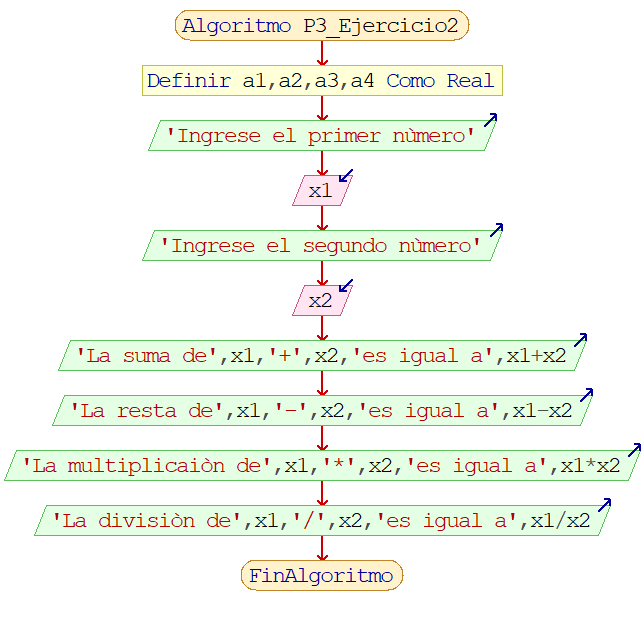 Algoritmo P3_Ejercicio2
Definir a1,a2,a3,a4 Como Real
'Ingrese el primer nùmero'
x1
'Ingrese el segundo nùmero'
x2
'La suma de',x1,'+',x2,'es igual a',x1+x2
'La resta de',x1,'-',x2,'es igual a',x1-x2
'La multiplicaiòn de',x1,'*',x2,'es igual a',x1*x2
'La divisiòn de',x1,'/',x2,'es igual a',x1/x2
FinAlgoritmo